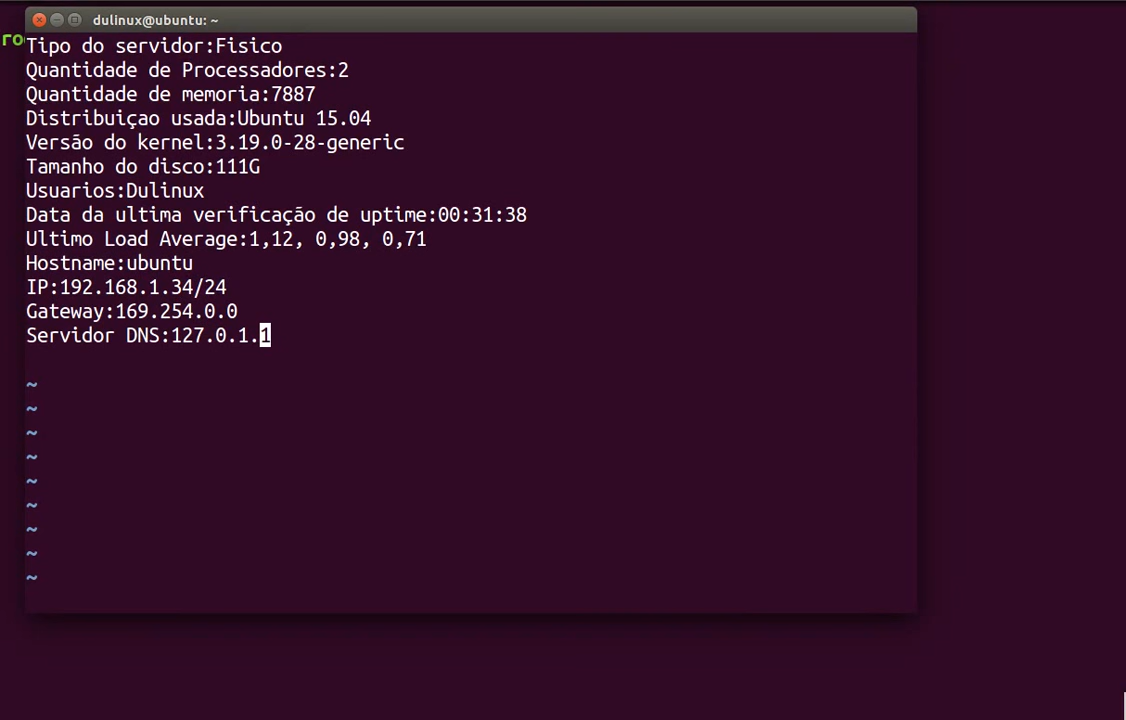 dulinux@ubuntu: ~
ro
Tipo do servidor:Fisico
Quantidade de Processadores:2
Quantidade de memoria:7887
Distribuiçao usada:Ubuntu 15.04
Versão do kernel:3.19.0-28-generic
Tamanho do disco:111G
Usuarios:Dulinux
Data da ultima verificação de uptime:00:31:38
Ultimo Load Average:1,12, 0,98, 0,71
Hostname:ubuntu
IP:192.168.1.34/24
Gateway:169.254.0.0
Servidor DNS:127.0.1.1
~
~
~
~
~
~
~
~
~